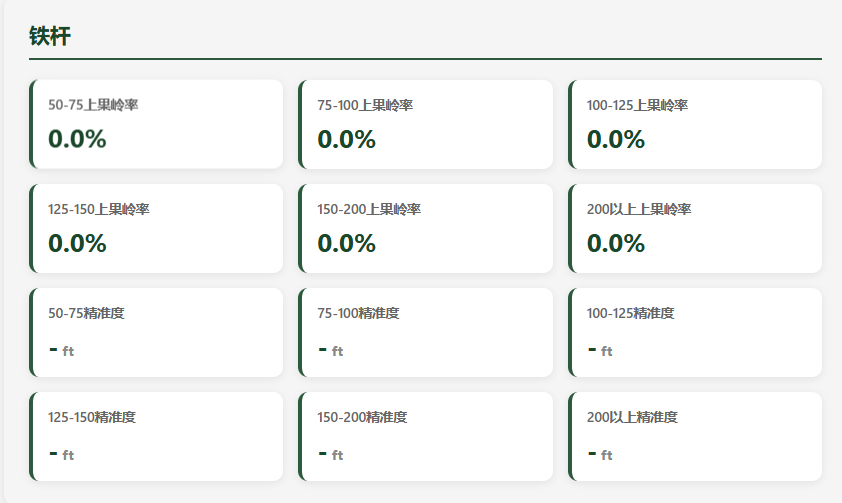 铁杆
50-75上果岭率
75-100上果岭率
100-125上果岭率
0.0%
0.0%
0.0%
125-150上果岭率
150-200上果岭率
200以上上果岭率
0.0%
0.0%
0.0%
50-75精准度
75-100精准度
100-125精准度
- ft
- ft
- ft
125-150精准度
150-200精准度
200以上精准度
- ft
- ft
- ft